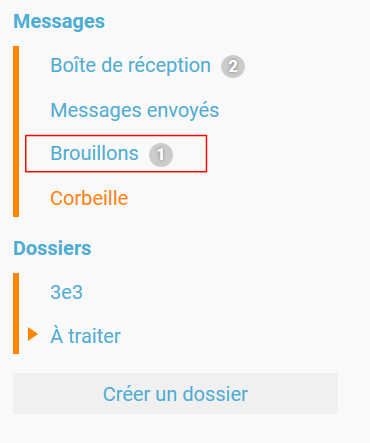 Messages
Boîte de réception 2
Messages envoyés
Brouillons 1
Corbeille
Dossiers
3e3
À traiter
Créer un dossier